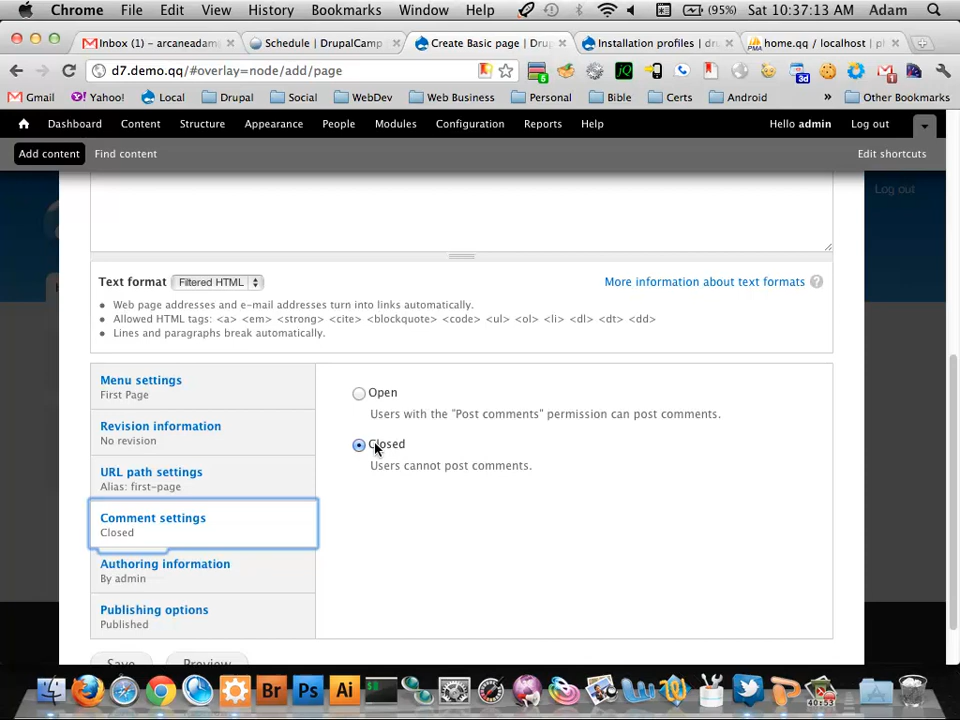 Chrome File Edit View History Bookmarks Window Help (95%) Sat 10:37:13 AM Adam
Inbox (1) - arcaneadam
Schedule | DrupalCamp
Create Basic page | Dru
Installation profiles | dru
home.qq / localhost | ph
d7.demo.qq/#overlay=node/add/page
Gmail Yahoo! Local Drupal Social WebDev Web Business Personal Bible Certs Android » Other Bookmarks
Dashboard Content Structure Appearance People Modules Configuration Reports Help Hello admin Log out
Add content Find content Edit shortcuts
Log out
Text format Filtered HTML More information about text formats ?
Web page addresses and e-mail addresses turn into links automatically.
Allowed HTML tags: <a> <em> <strong> <cite> <blockquote> <code> <ul> <ol> <li> <dl> <dt> <dd>
Lines and paragraphs break automatically.
Menu settings
First Page
Revision information
No revision
URL path settings
Alias: first-page
Comment settings
Closed
Authoring information
By admin
Publishing options
Published
Open
Users with the "Post comments" permission can post comments.
Closed
Users cannot post comments.
Save Preview
Br Ps Ai
40:53